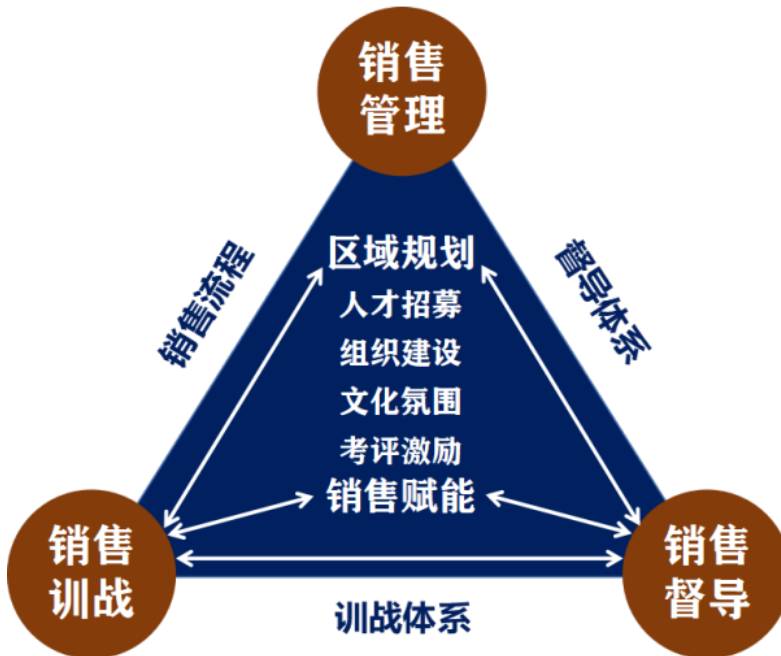 销售
管理
销售流程
督导体系
区域规划
人才招募
组织建设
文化氛围
考评激励
销售赋能
销售
训战
销售
督导
训战体系